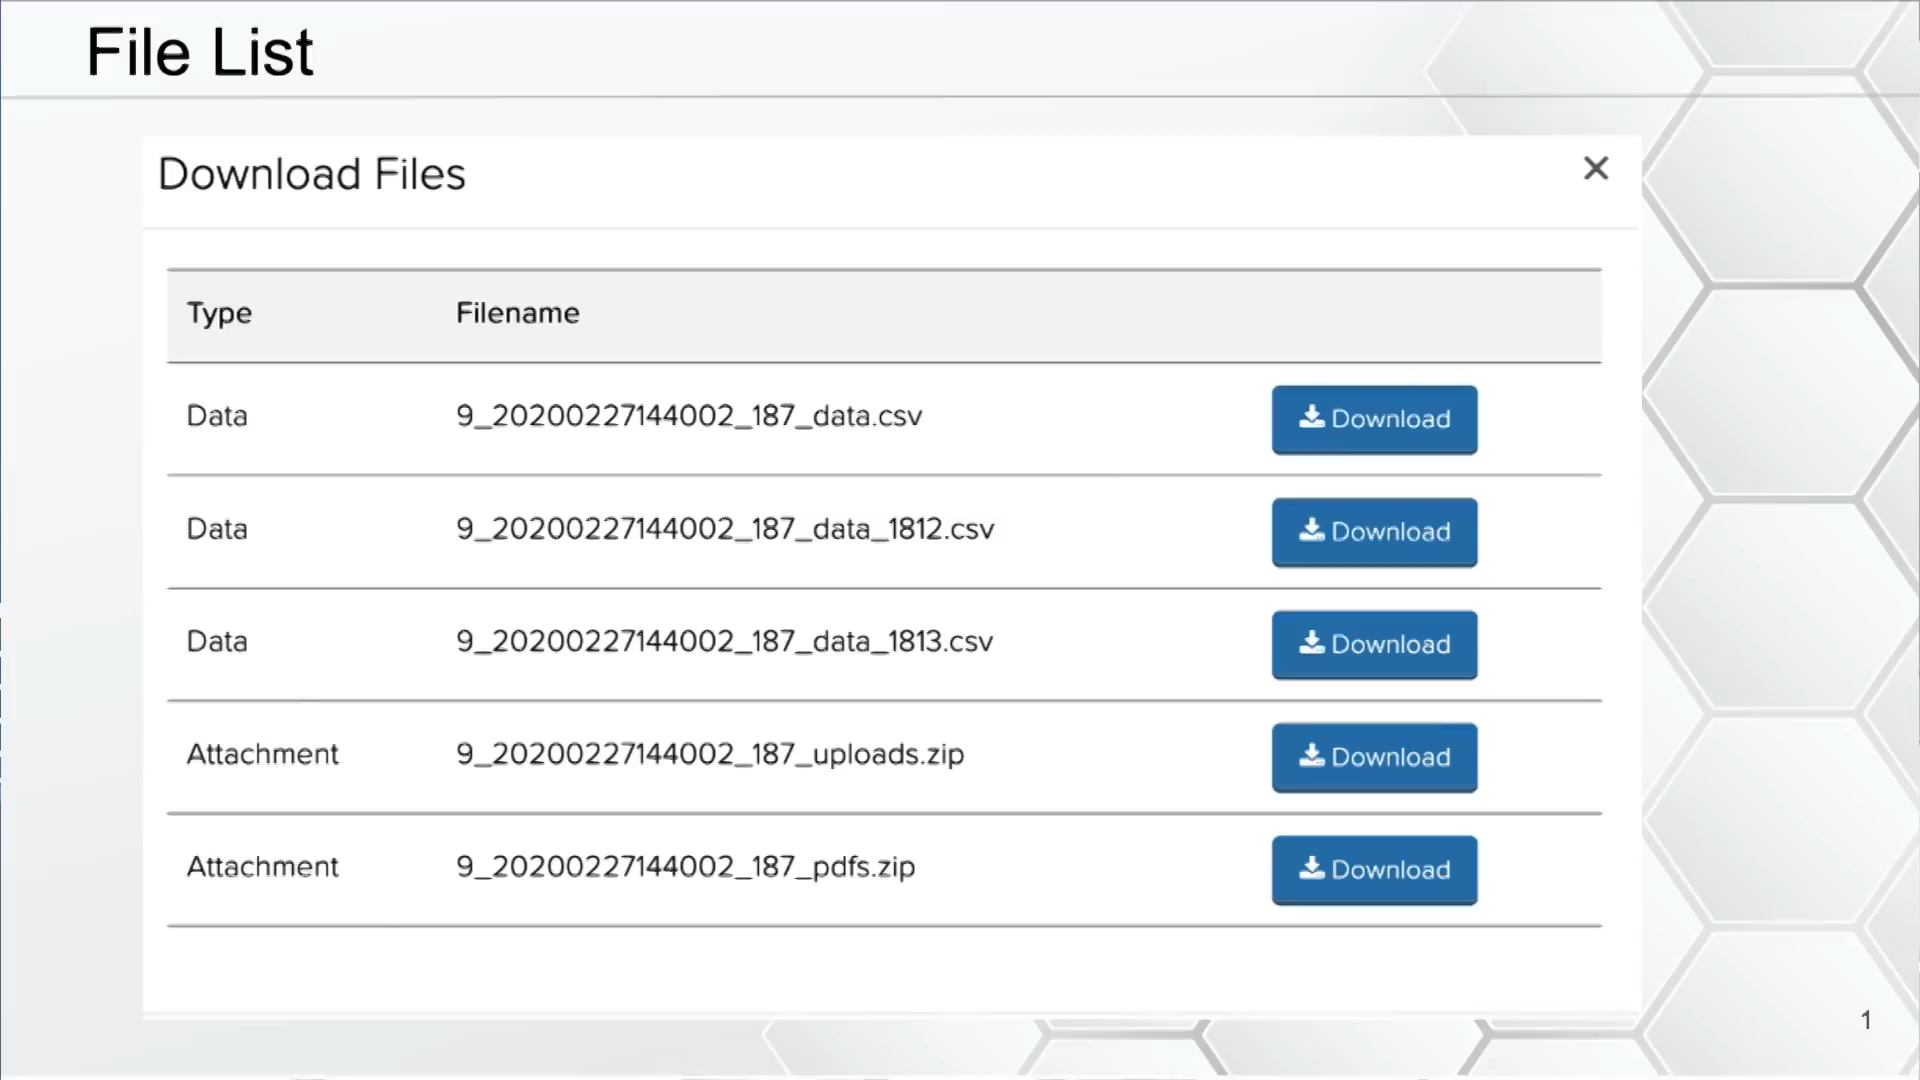 File List
Download Files
Type Filename
Data 9_20200227144002_187_data.csv Download
Data 9_20200227144002_187_data_1812.csv Download
Data 9_20200227144002_187_data_1813.csv Download
Attachment 9_20200227144002_187_uploads.zip Download
Attachment 9_20200227144002_187_pdfs.zip Download
1